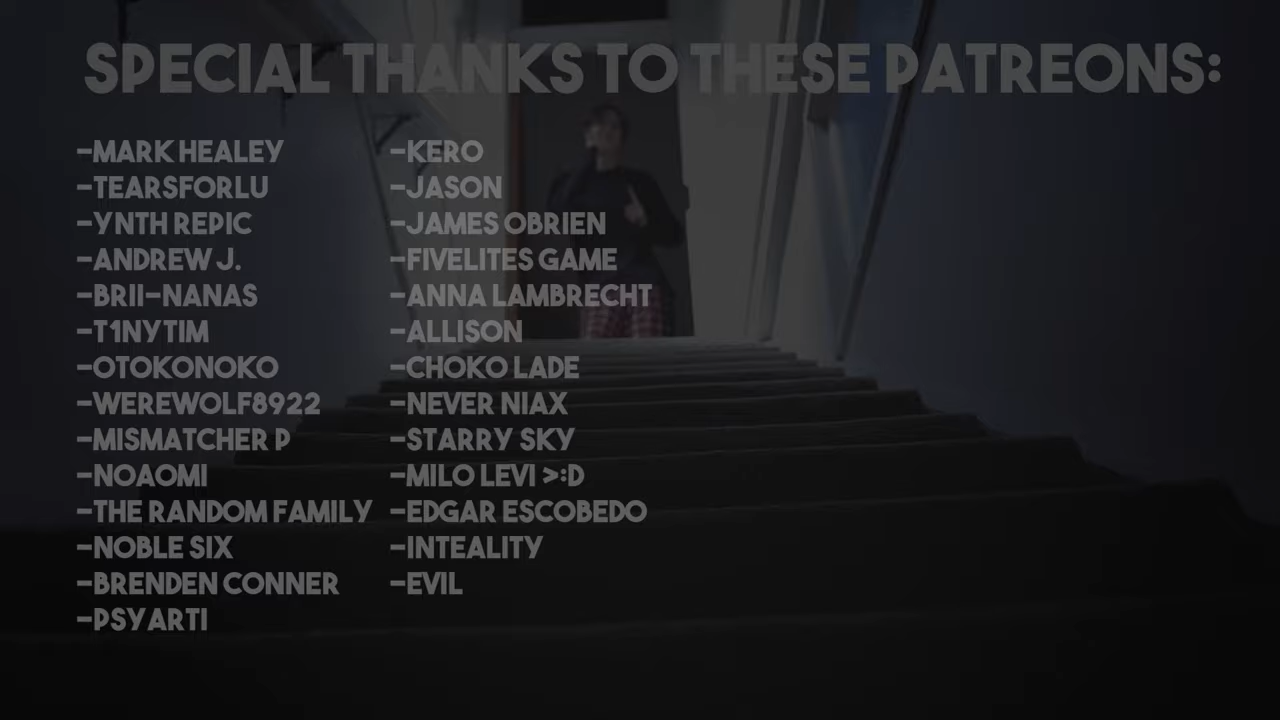 SPECIAL THANKS TO THESE PATREONS:
-MARK HEALEY
-TEARSFORLU
-YNTH REPIC
-ANDREW J.
-BRII-NANAS
-T1NYTIM
-OTOKONOKO
-WEREWOLF8922
-MISMATCHER P
-NOAOMI
-THE RANDOM FAMILY
-NOBLE SIX
-BRENDEN CONNER
-PSYARTI
-KERO
-JASON
-JAMES OBRIEN
-FIVELITES GAME
-ANNA LAMBRECHT
-ALLISON
-CHOKO LADE
-NEVER NIAX
-STARRY SKY
-MILO LEVI >:D
-EDGAR ESCOBEDO
-INTEALITY
-EVIL